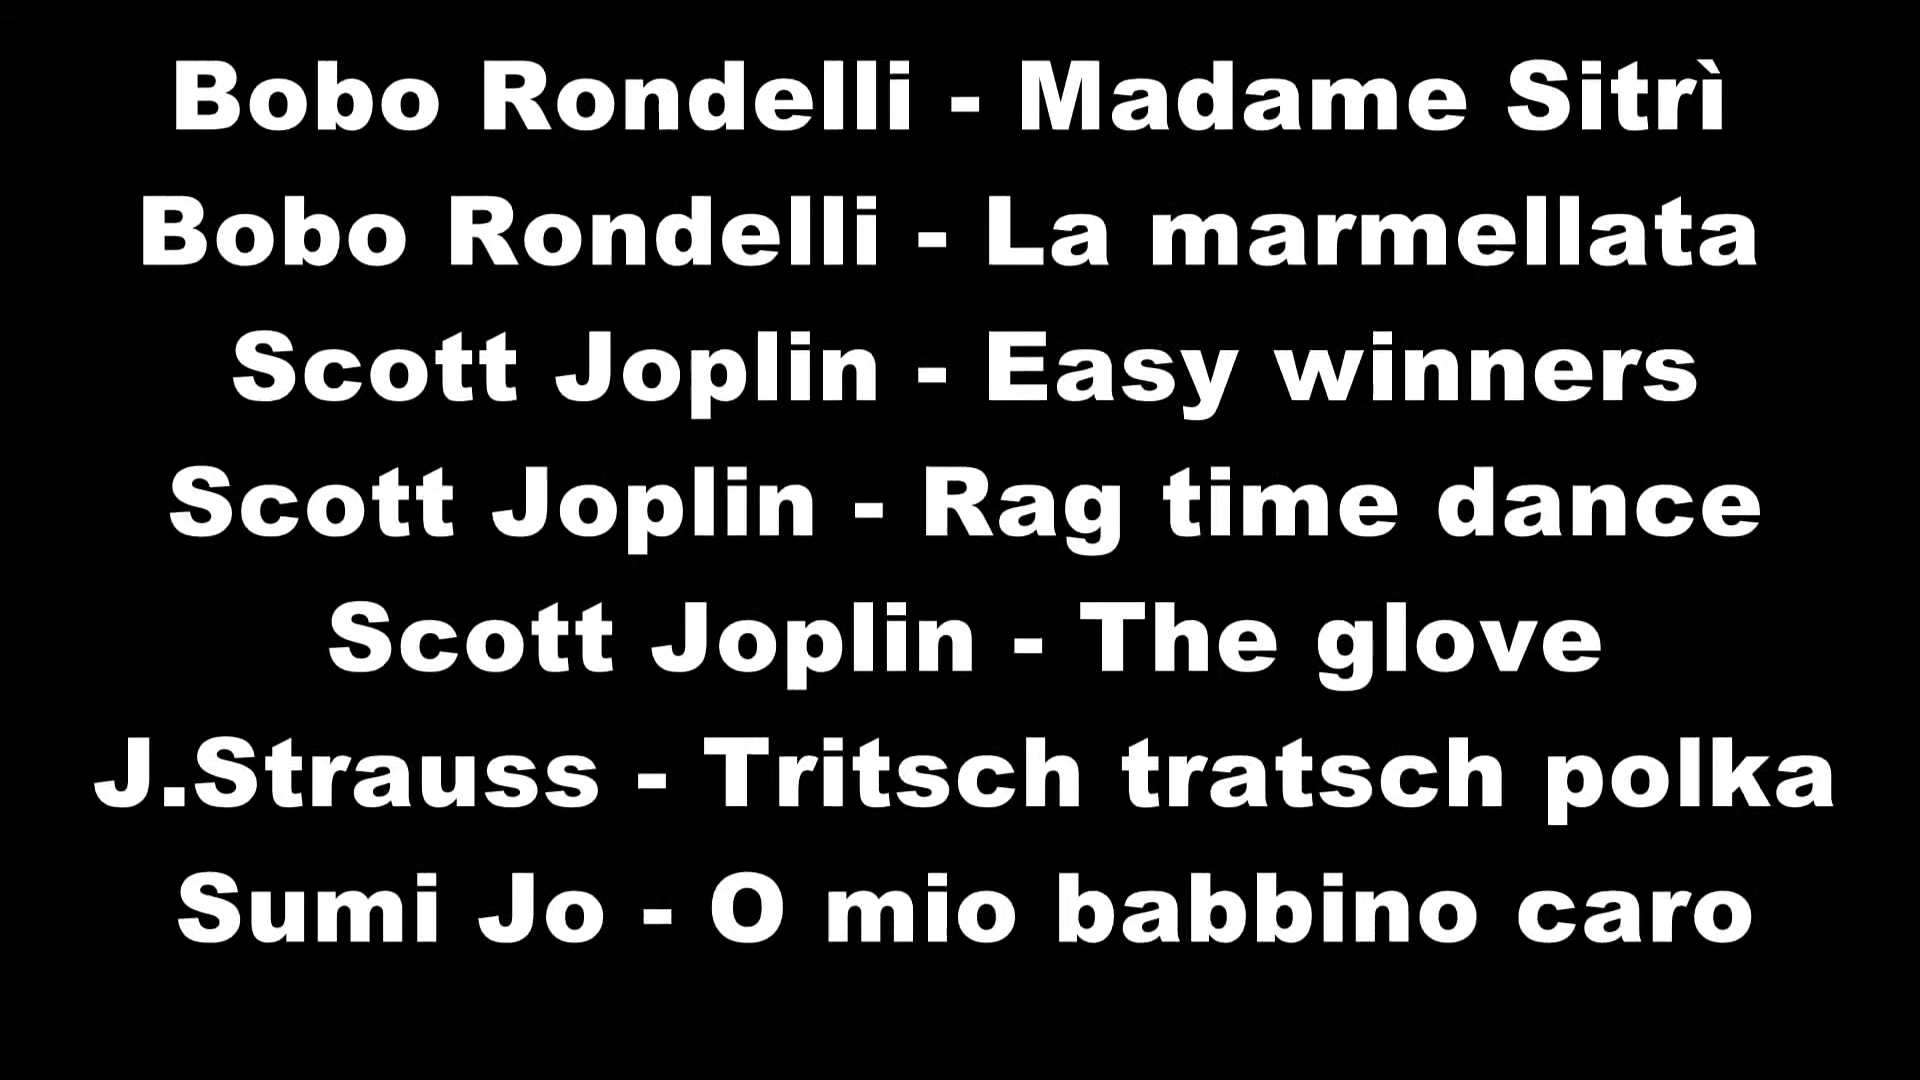 Bobo Rondelli - Madame Sitrì
Bobo Rondelli - La marmellata
Scott Joplin - Easy winners
Scott Joplin - Rag time dance
Scott Joplin - The glove
J.Strauss - Tritsch tratsch polka
Sumi Jo - O mio babbino caro